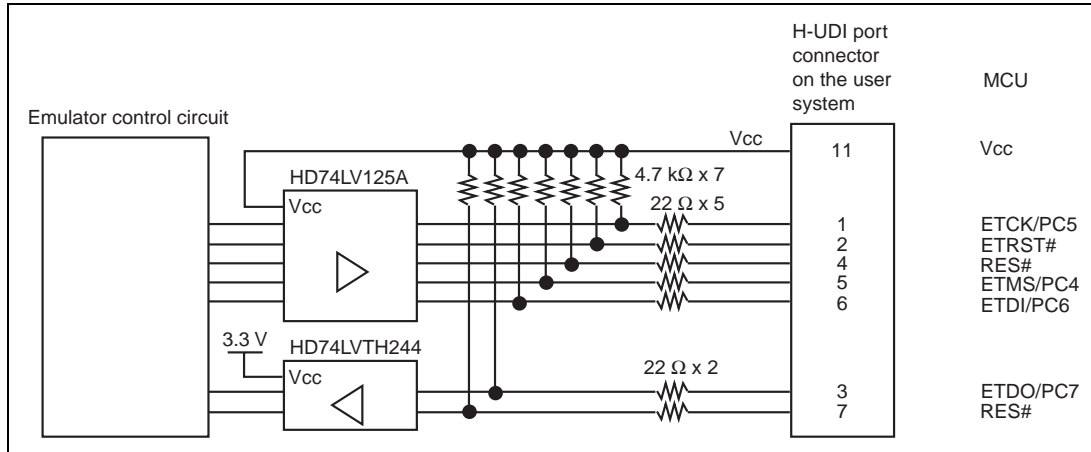 H-UDI port
connector
on the user
system
MCU
Emulator control circuit
Vcc
11
Vcc
HD74LV125A
4.7 kΩ x 7
Vcc
22 Ω x 5
1
ETCK/PC5
2
ETRST#
4
RES#
5
ETMS/PC4
6
ETDI/PC6
3.3 V
HD74LVTH244
Vcc
22 Ω x 2
3
ETDO/PC7
7
RES#